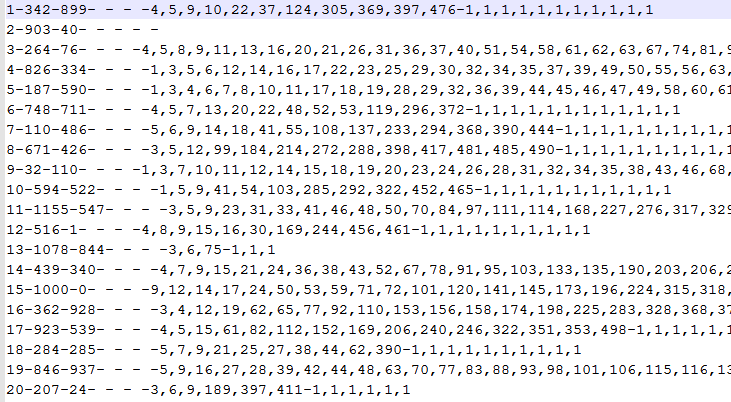 1-342-899- - - -4,5,9,10,22,37,124,305,369,397,476-1,1,1,1,1,1,1,1,1,1,1
2-903-40- - - - -
3-264-76- - - -4,5,8,9,11,13,16,20,21,26,31,36,37,40,51,54,58,61,62,63,67,74,81,9
4-826-334- - - -1,3,5,6,12,14,16,17,22,23,25,29,30,32,34,35,37,39,49,50,55,56,63,
5-187-590- - - -1,3,4,6,7,8,10,11,17,18,19,28,29,32,36,39,44,45,46,47,49,58,60,61
6-748-711- - - -4,5,7,13,20,22,48,52,53,119,296,372-1,1,1,1,1,1,1,1,1,1,1,1
7-110-486- - - -5,6,9,14,18,41,55,108,137,233,294,368,390,444-1,1,1,1,1,1,1,1,1,1
8-671-426- - - -3,5,12,99,184,214,272,288,398,417,481,485,490-1,1,1,1,1,1,1,1,1,1
9-32-110- - - -1,3,7,10,11,12,14,15,18,19,20,23,24,26,28,31,32,34,35,38,43,46,68,
10-594-522- - - -1,5,9,41,54,103,285,292,322,452,465-1,1,1,1,1,1,1,1,1,1,1
11-1155-547- - - -3,5,9,23,31,33,41,46,48,50,70,84,97,111,114,168,227,276,317,329
12-516-1- - - -4,8,9,15,16,30,169,244,456,461-1,1,1,1,1,1,1,1,1,1
13-1078-844- - - -3,6,75-1,1,1
14-439-340- - - -4,7,9,15,21,24,36,38,43,52,67,78,91,95,103,133,135,190,203,206,2
15-1000-0- - - -9,12,14,17,24,50,53,59,71,72,101,120,141,145,173,196,224,315,318,
16-362-928- - - -3,4,12,19,62,65,77,92,110,153,156,158,174,198,225,283,328,368,37
17-923-539- - - -4,5,15,61,82,112,152,169,206,240,246,322,351,353,498-1,1,1,1,1,1
18-284-285- - - -5,7,9,21,25,27,38,44,62,390-1,1,1,1,1,1,1,1,1,1
19-846-937- - - -5,9,16,27,28,39,42,44,48,63,70,77,83,88,93,98,101,106,115,116,13
20-207-24- - - -3,6,9,189,397,411-1,1,1,1,1,1